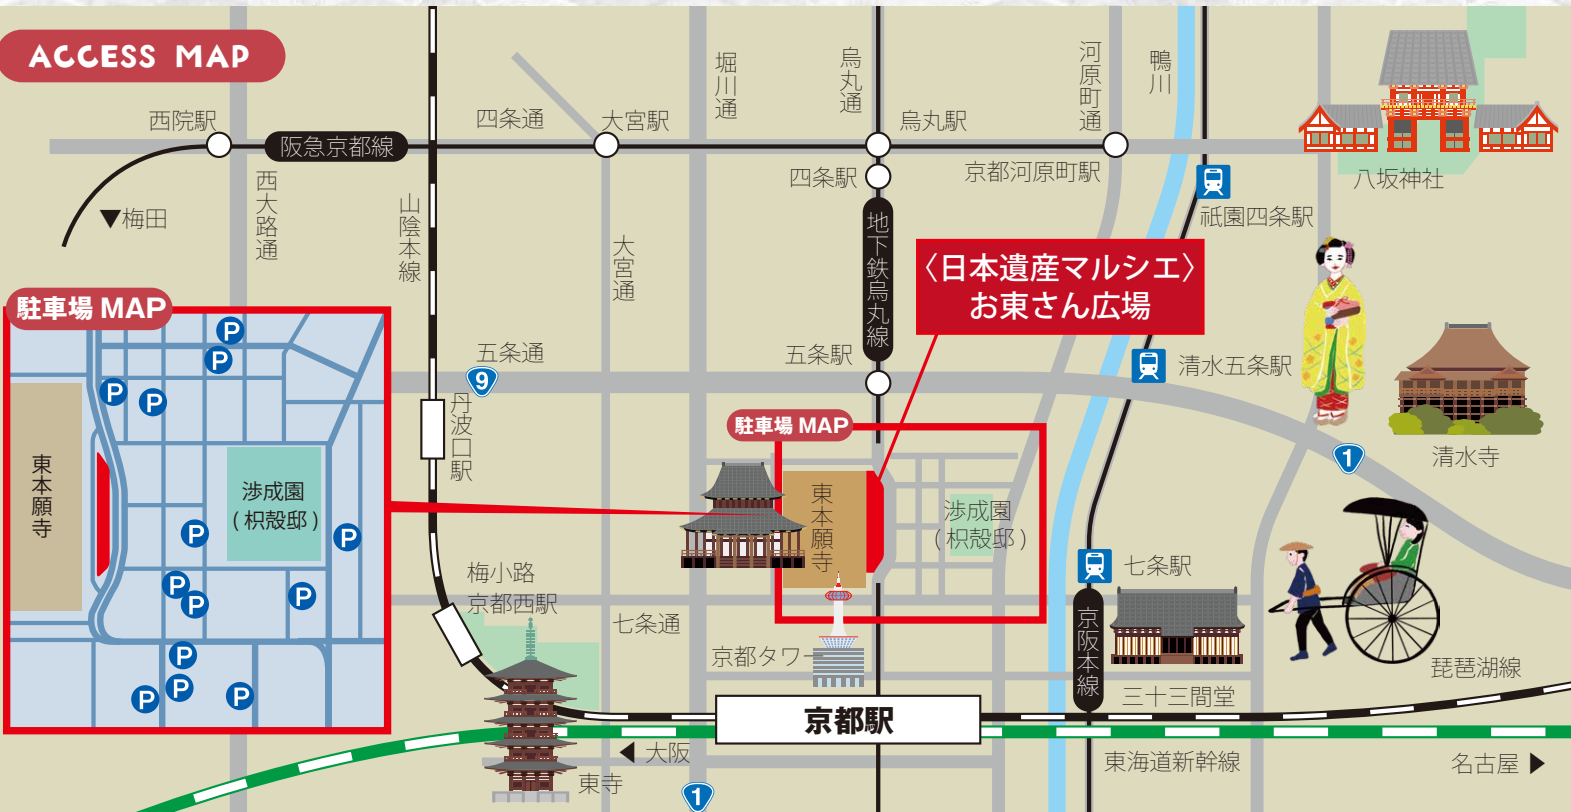 ACCESS MAP
堀川通
烏丸通
河原町通
鴨川
西院駅
阪急京都線
四条通
大宮駅
烏丸駅
四条駅
京都河原町駅
八坂神社
西大路通
▼梅田
山陰本線
大宮通
地下鉄烏丸線
祇園四条駅
〈日本遺産マルシェ〉
お東さん広場
駐車場 MAP
P
P
P
P
東本願寺
渉成園
(枳殻邸)
P
P
P
P
P
P
P
P
P
五条通
9
五条駅
清水五条駅
丹波口駅
清水寺
1
駐車場 MAP
東本願寺
渉成園
(枳殻邸)
七条駅
梅小路
京都西駅
七条通
京都タワー
京阪本線
三十三間堂
琵琶湖線
京都駅
◀ 大阪
東寺
1
東海道新幹線
名古屋 ▶